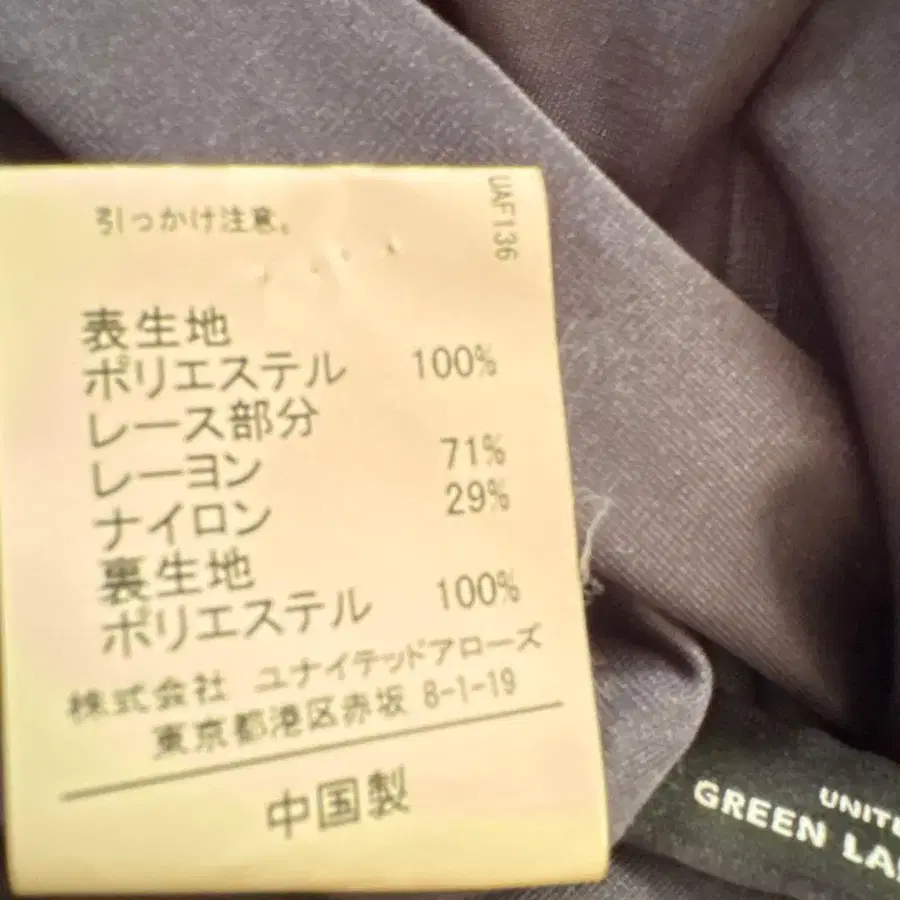 引っかけ注意。
UAF136
表生地
ポリエステル 100%
レース部分
レーヨン 71%
ナイロン 29%
裏生地
ポリエステル 100%
株式会社 ユナイテッドアローズ
東京都港区赤坂 8-1-19
中国製
GREEN